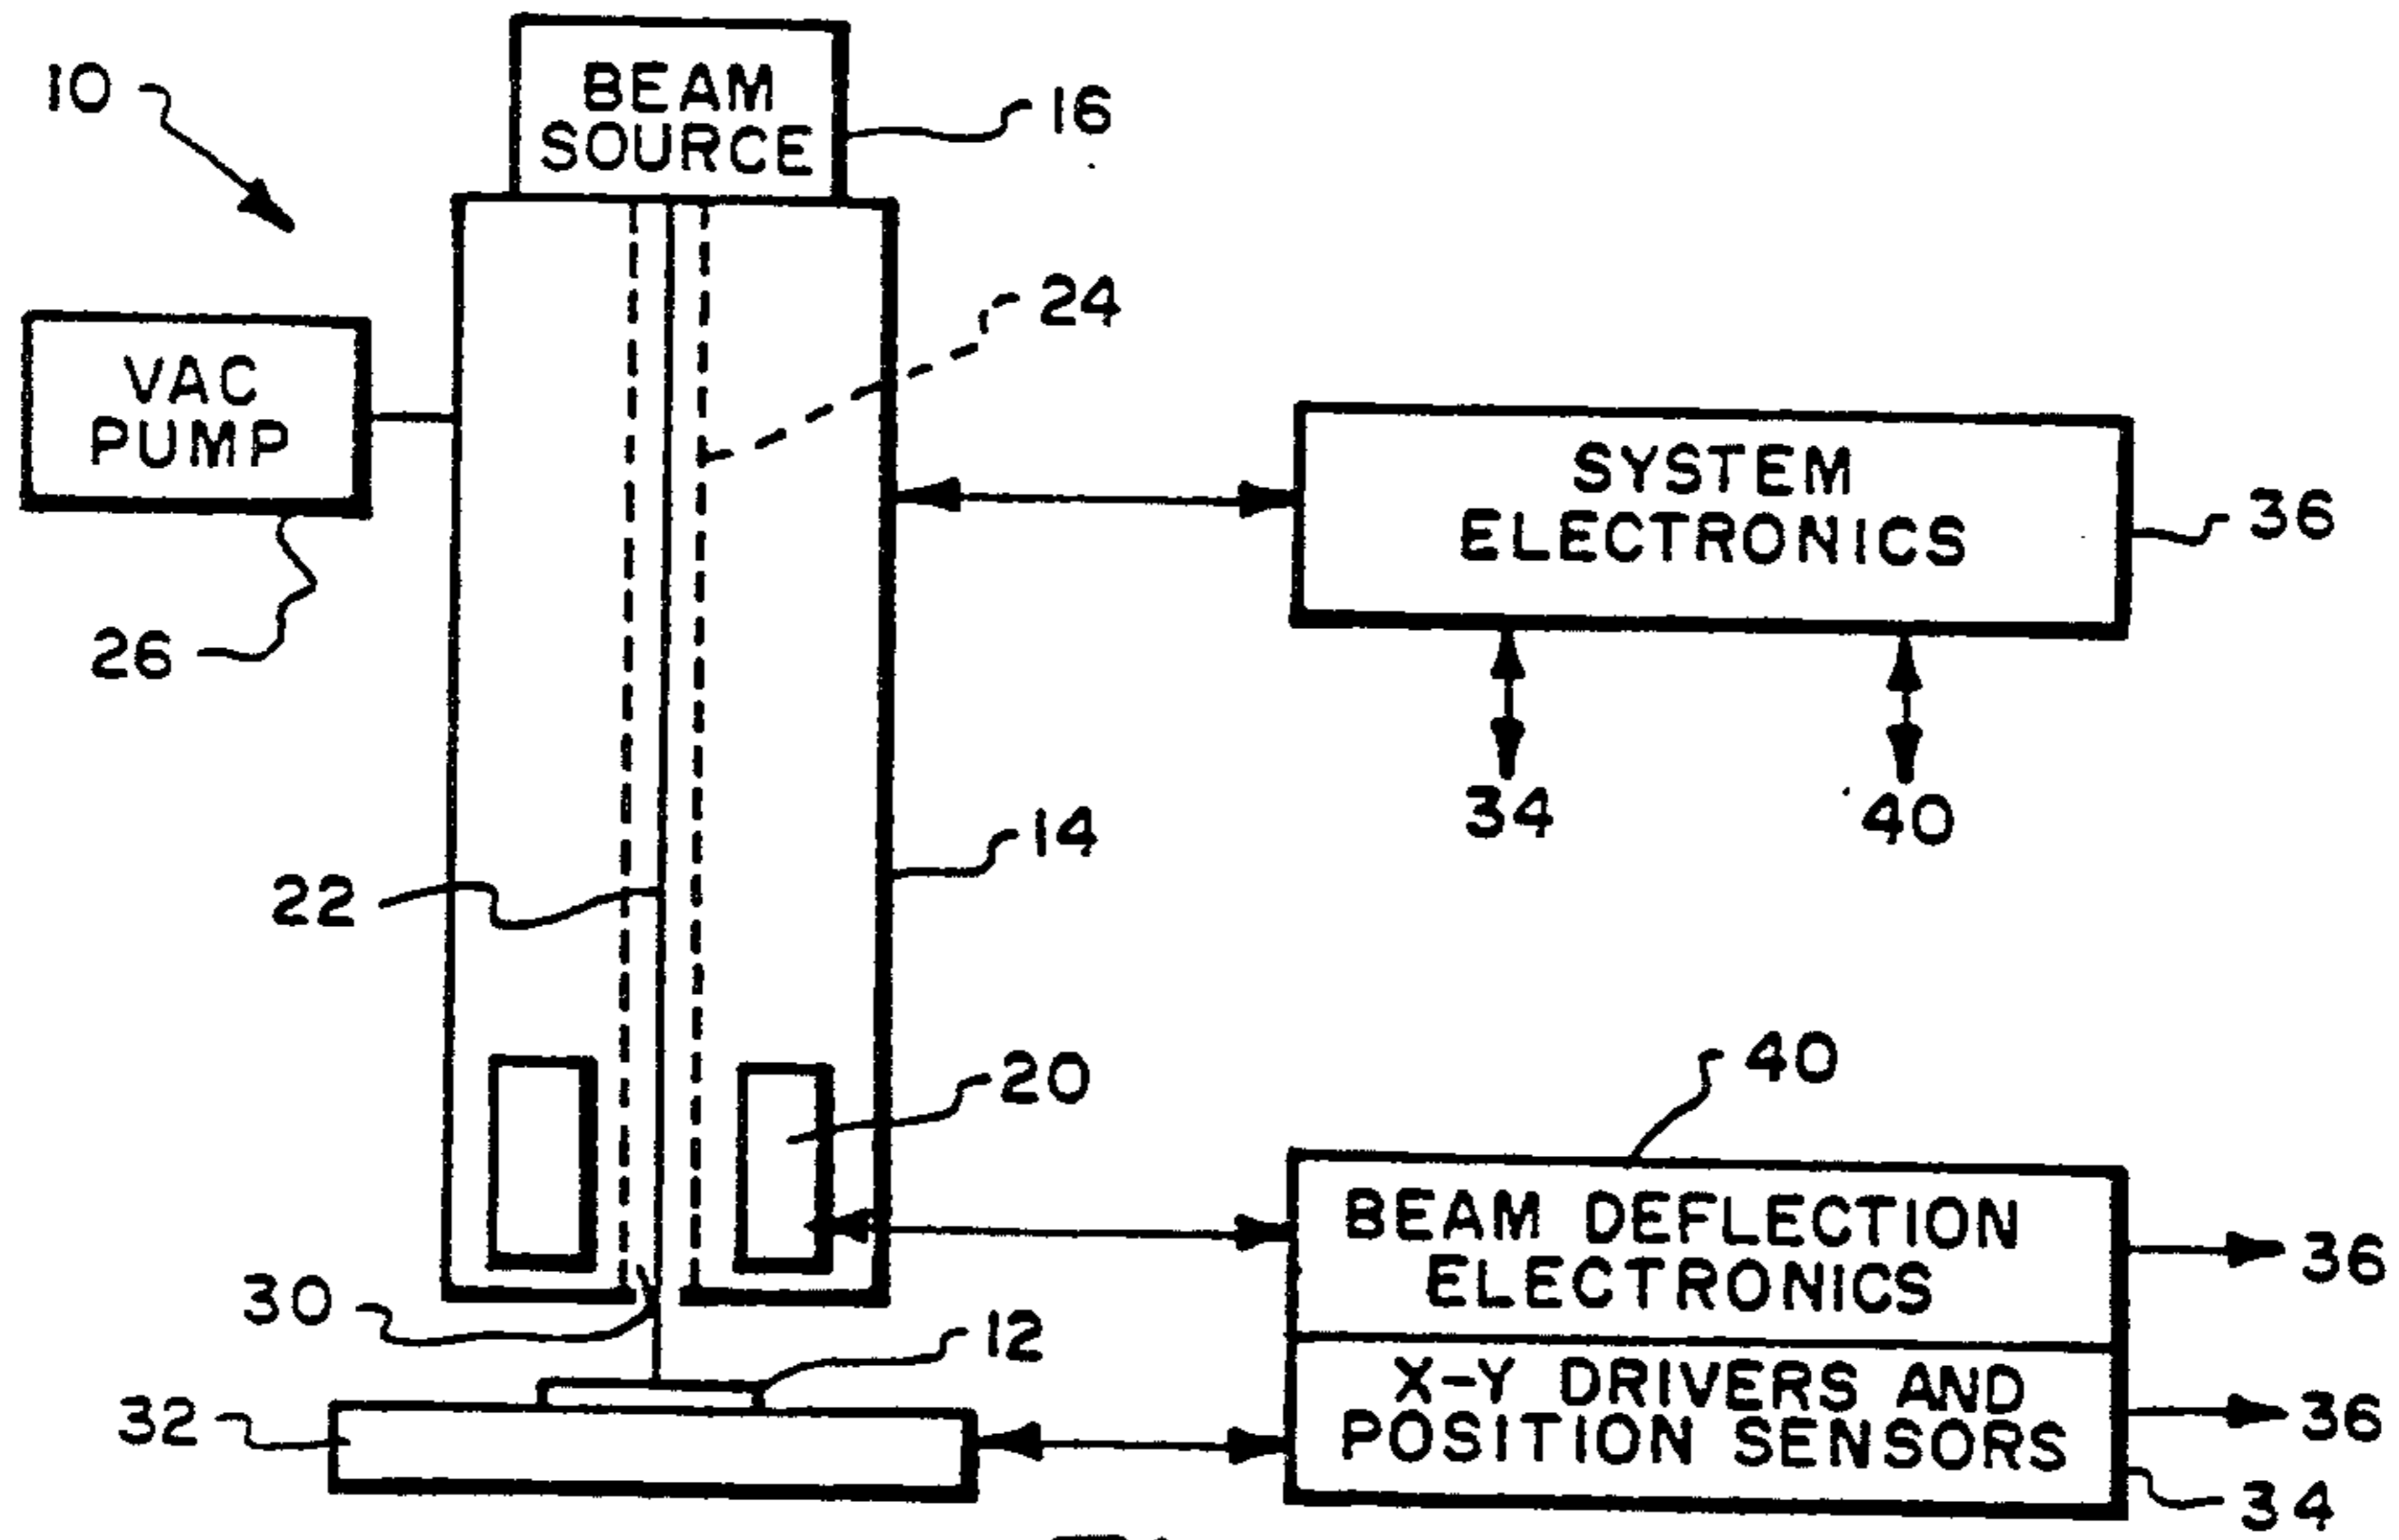 10
BEAM
SOURCE
16
24
VAC
PUMP
26
SYSTEM
ELECTRONICS
36
34
40
14
22
20
40
BEAM DEFLECTION
ELECTRONICS
36
30
12
X-Y DRIVERS AND
POSITION SENSORS
36
32
34